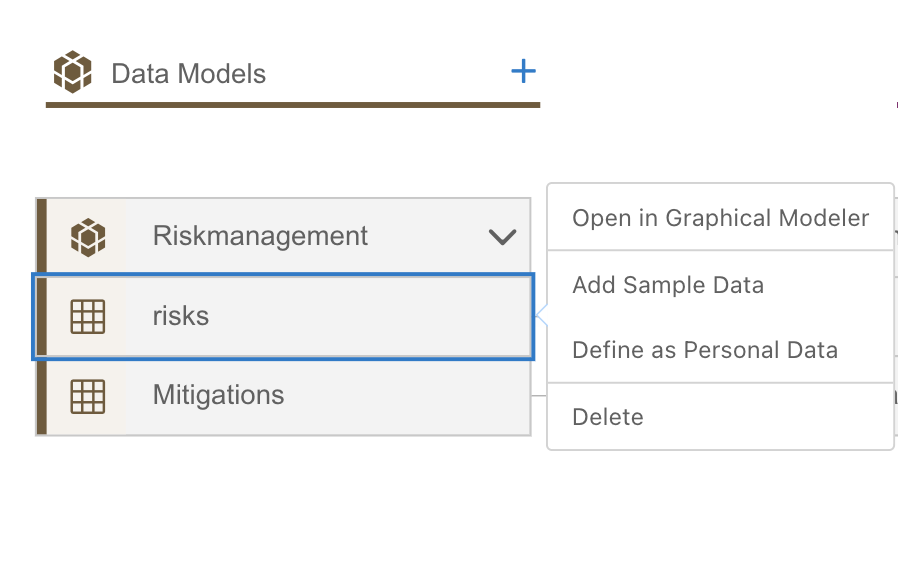 Data Models
Riskmanagement
risks
Mitigations
Open in Graphical Modeler
Add Sample Data
Define as Personal Data
Delete